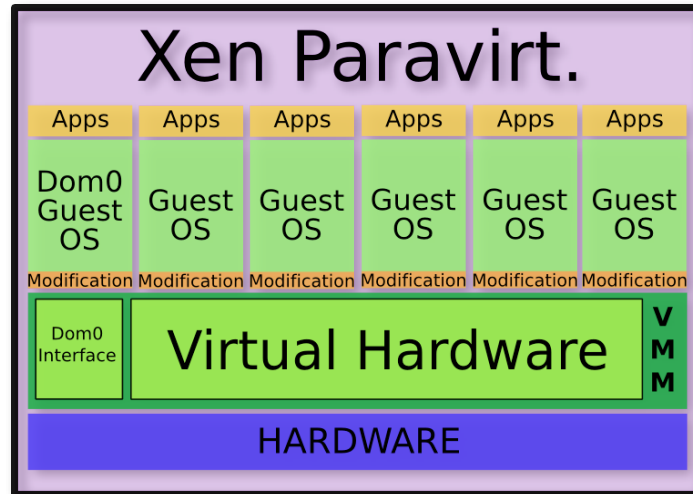 Xen Paravirt.
Apps Apps Apps Apps Apps Apps
Dom0
Guest
OS
Guest
OS
Guest
OS
Guest
OS
Guest
OS
Guest
OS
Modification Modification Modification Modification Modification Modification
Dom0
Interface
Virtual Hardware
V
M
M
HARDWARE